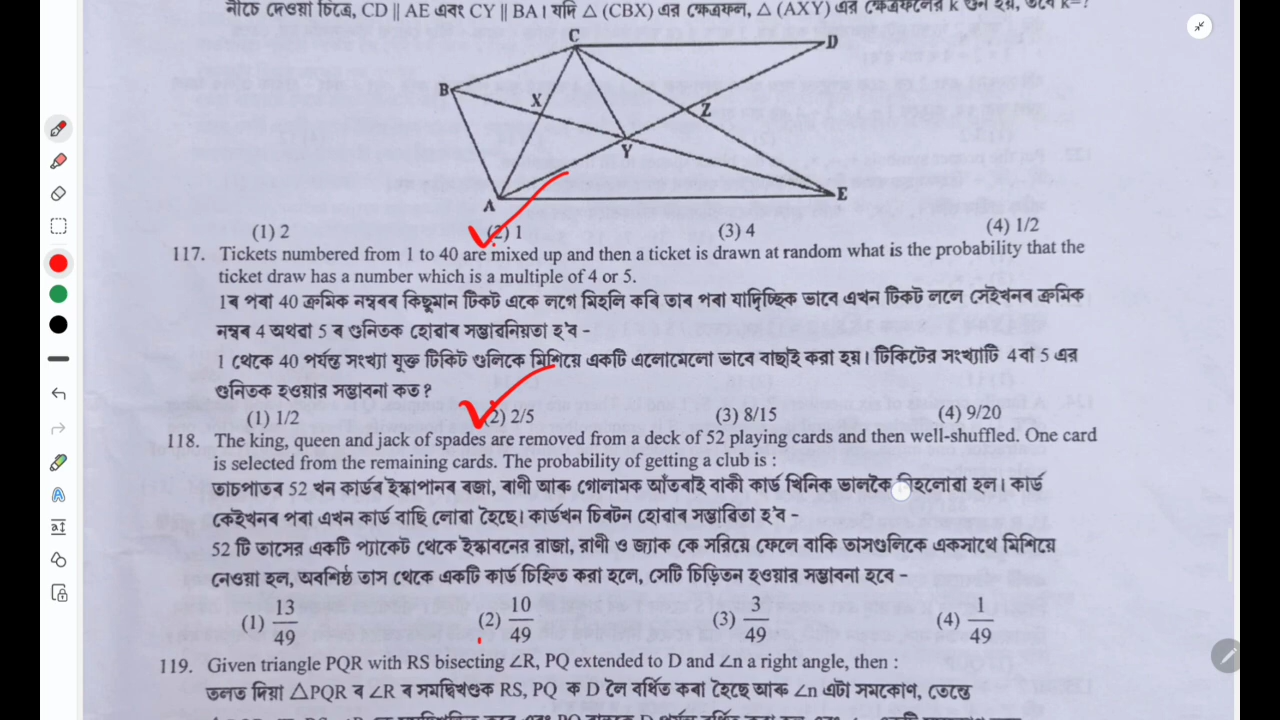 নীচে দেওয়া চিত্রে, CD || AE এবং CY || BA। যদি △ (CBX) এর ক্ষেত্রফল, △ (AXY) এর ক্ষেত্রফলের k গুন হয়, তবে k=?
C
D
B
X
Z
Y
A
E
(1) 2 (2) 1 (3) 4 (4) 1/2
117. Tickets numbered from 1 to 40 are mixed up and then a ticket is drawn at random what is the probability that the
ticket draw has a number which is a multiple of 4 or 5.
1ৰ পৰা 40 ক্রমিক নম্বৰৰ কিছুমান টিকট একে লগে মিহলি কৰি তাৰ পৰা যাদিচ্ছিক ভাবে এখন টিকট ললে সেইখনৰ ক্রমিক
নম্বৰ 4 অথবা 5 ৰ গুনিতক হোৱাৰ সম্ভাবনিয়তা হ'ব -
1 থেকে 40 পর্যন্ত সংখ্যা যুক্ত টিকিট গুলিকে মিশিয়ে একটি এলোমেলো ভাবে বাছাই করা হয়। টিকিটের সংখ্যাটি 4 বা 5 এর
গুনিতক হওয়ার সম্ভাবনা কত?
(1) 1/2 (2) 2/5 (3) 8/15 (4) 9/20
118. The king, queen and jack of spades are removed from a deck of 52 playing cards and then well-shuffled. One card
is selected from the remaining cards. The probability of getting a club is :
তাচপাতৰ 52 খন কার্ডৰ ইস্কাপানৰ ৰজা, ৰাণী আৰু গোলামক আঁতৰাই বাকী কার্ড খিনিক ভালকৈ হলোৱা হল। কার্ড
কেইখনৰ পৰা এখন কার্ড বাছি লোৱা হৈছে। কার্ডখন চিৰটন হোৱাৰ সম্ভাৱিতা হ'ব -
52 টি তাসের একটি প্যাকেট থেকে ইস্কাবনের রাজা, রাণী ও জ্যাক কে সরিয়ে ফেলে বাকি তাসগুলিকে একসাথে মিশিয়ে
নেওয়া হল, অবশিষ্ঠ তাস থেকে একটি কার্ড চিহ্নিত করা হলে, সেটি চিড়িতন হওয়ার সম্ভাবনা হবে -
(1) 13/49 (2) 10/49 (3) 3/49 (4) 1/49
119. Given triangle PQR with RS bisecting ∠R, PQ extended to D and ∠n a right angle, then :
তলত দিয়া △PQR ৰ ∠R ৰ সমদ্বিখণ্ডক RS, PQ ক D লৈ বর্ধিত কৰা হৈছে আৰু ∠n এটা সমকোণ, তেন্তে